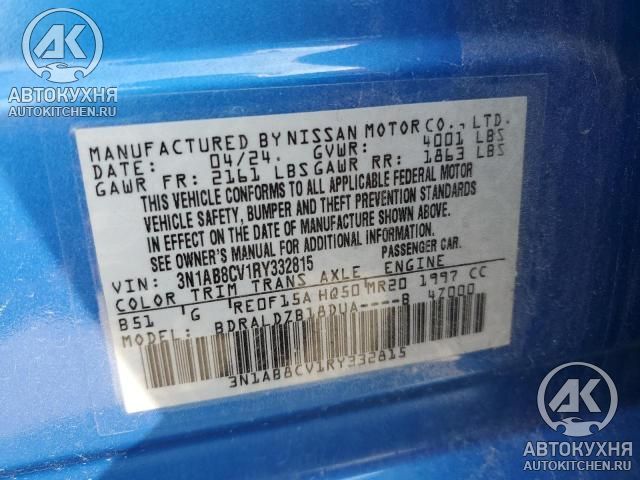 АВТОКУХНЯ
AUTOKITCHEN.RU
MANUFACTURED BY NISSAN MOTOR CO., LTD.
DATE: 04/24. GVWR: 4001 LBS
GAWR FR: 2161 LBS GAWR RR: 1863 LBS
THIS VEHICLE CONFORMS TO ALL APPLICABLE FEDERAL MOTOR
VEHICLE SAFETY, BUMPER AND THEFT PREVENTION STANDARDS
IN EFFECT ON THE DATE OF MANUFACTURE SHOWN ABOVE.
SEE OWNER'S MANUAL FOR ADDITIONAL INFORMATION.
VIN: 3N1AB8CV1RY332815 PASSENGER CAR.
COLOR TRIM TRANS AXLE ENGINE
B51 G RE0F15A HQ50 MR20 1997 CC
MODEL: BDRALDZB18DUA----B 47000
3N1AB8CV1RY332815
AK
АВТОКУХНЯ
AUTOKITCHEN.RU